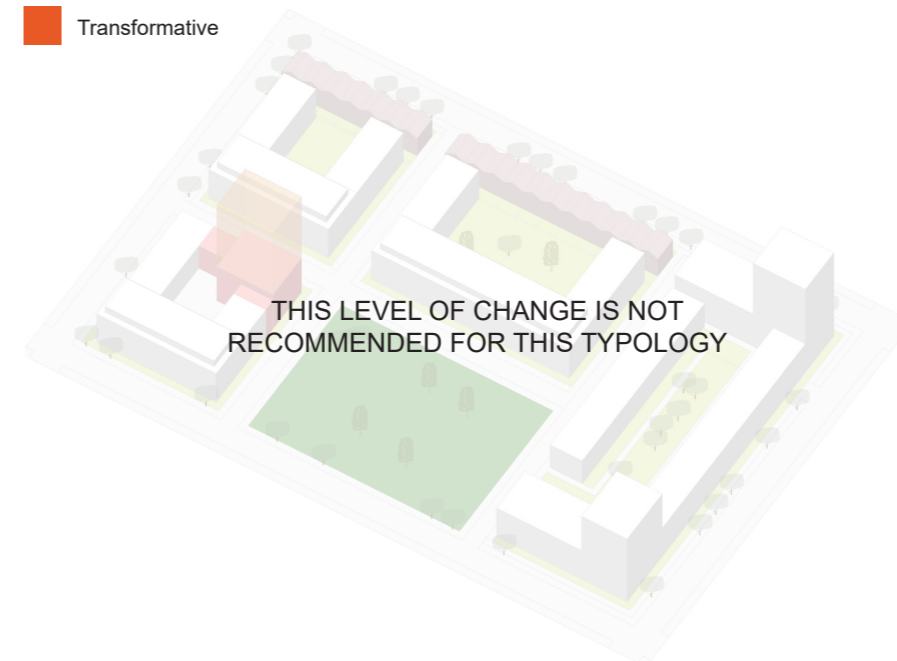 Transformative
THIS LEVEL OF CHANGE IS NOT
RECOMMENDED FOR THIS TYPOLOGY